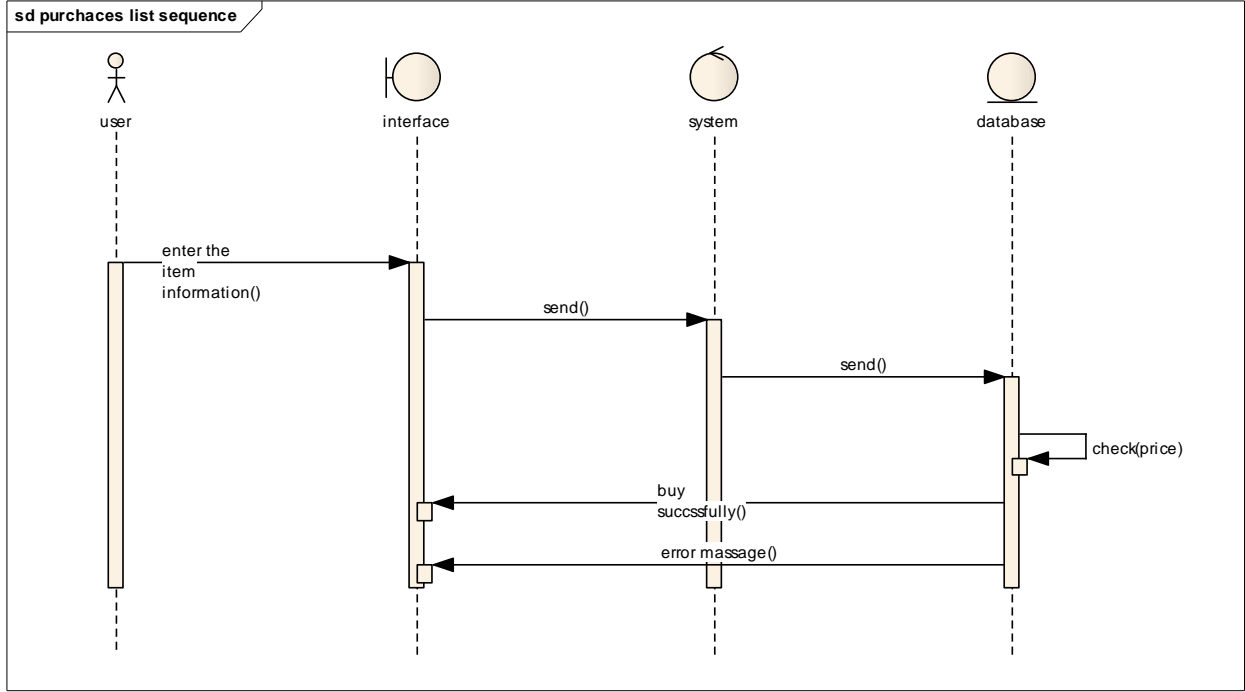 sd purchaces list sequence
user
interface
system
database
enter the
item
information()
send()
send()
check(price)
buy
succssfully()
error massage()